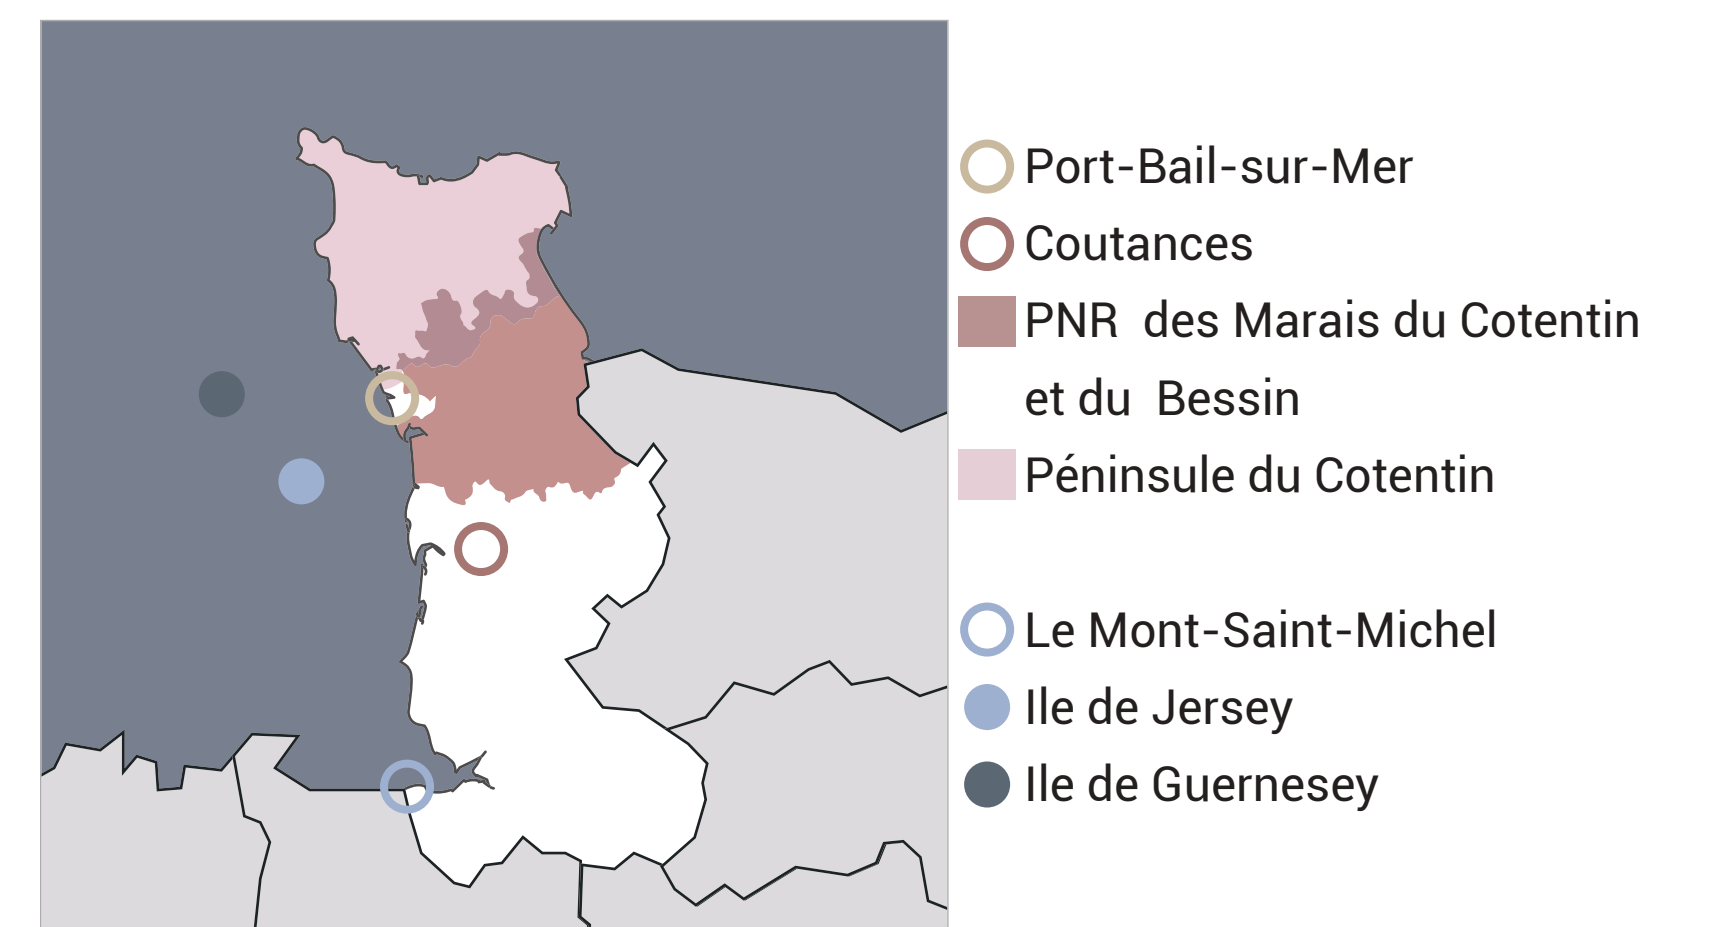 Port-Bail-sur-Mer
Coutances
PNR des Marais du Cotentin
et du Bessin
Péninsule du Cotentin
Le Mont-Saint-Michel
Ile de Jersey
Ile de Guernesey